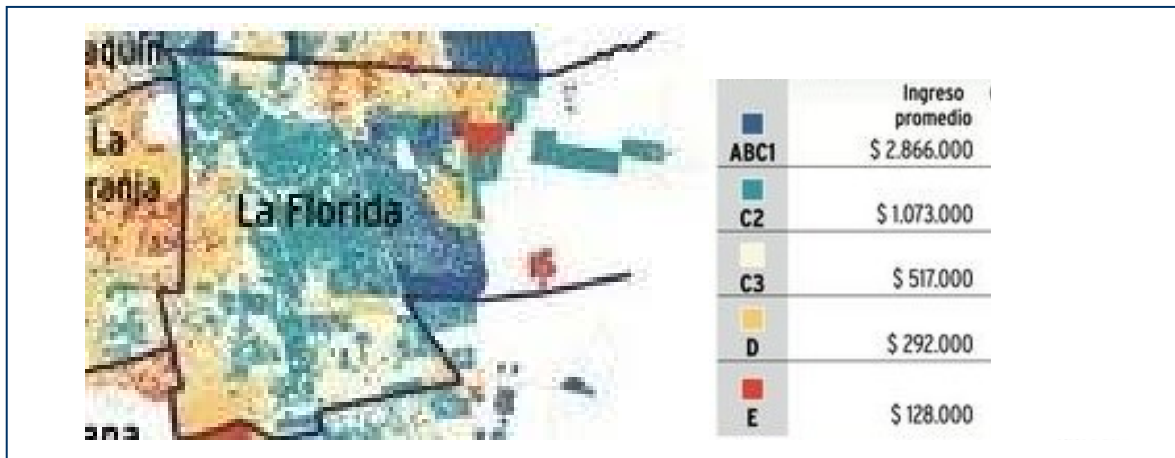 aquín
La
ranja
La Florida
Ingreso
promedio
ABC1 $ 2.866.000
C2 $ 1.073.000
C3 $ 517.000
D $ 292.000
E $ 128.000